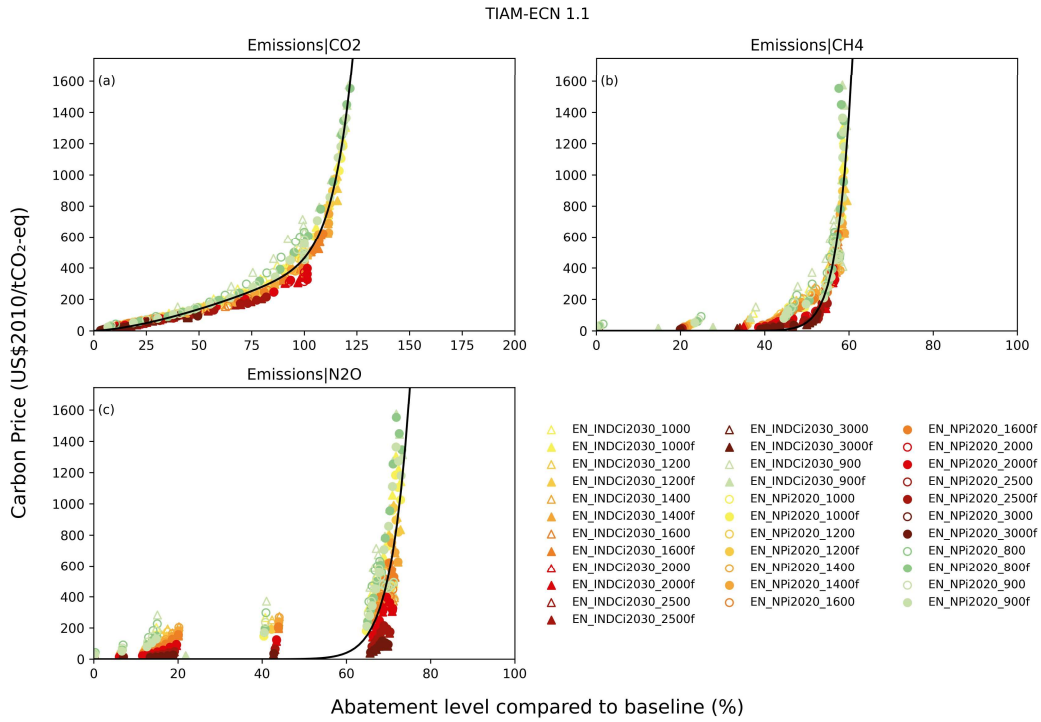 TIAM-ECN 1.1
Emissions|CO2
Emissions|CH4
(a)
(b)
1600
1400
1200
1000
800
600
400
200
0
0 25 50 75 100 125 150 175 200
1600
1400
1200
1000
800
600
400
200
0
0 20 40 60 80 100
Emissions|N2O
(c)
1600
1400
1200
1000
800
600
400
200
0
0 20 40 60 80 100
Carbon Price (US$2010/tCO₂-eq)
Abatement level compared to baseline (%)
EN_INDCi2030_1000
EN_INDCi2030_1000f
EN_INDCi2030_1200
EN_INDCi2030_1200f
EN_INDCi2030_1400
EN_INDCi2030_1400f
EN_INDCi2030_1600
EN_INDCi2030_1600f
EN_INDCi2030_2000
EN_INDCi2030_2000f
EN_INDCi2030_2500
EN_INDCi2030_2500f
EN_INDCi2030_3000
EN_INDCi2030_3000f
EN_INDCi2030_900
EN_INDCi2030_900f
EN_NPi2020_1000
EN_NPi2020_1000f
EN_NPi2020_1200
EN_NPi2020_1200f
EN_NPi2020_1400
EN_NPi2020_1400f
EN_NPi2020_1600
EN_NPi2020_1600f
EN_NPi2020_2000
EN_NPi2020_2000f
EN_NPi2020_2500
EN_NPi2020_2500f
EN_NPi2020_3000
EN_NPi2020_3000f
EN_NPi2020_800
EN_NPi2020_800f
EN_NPi2020_900
EN_NPi2020_900f